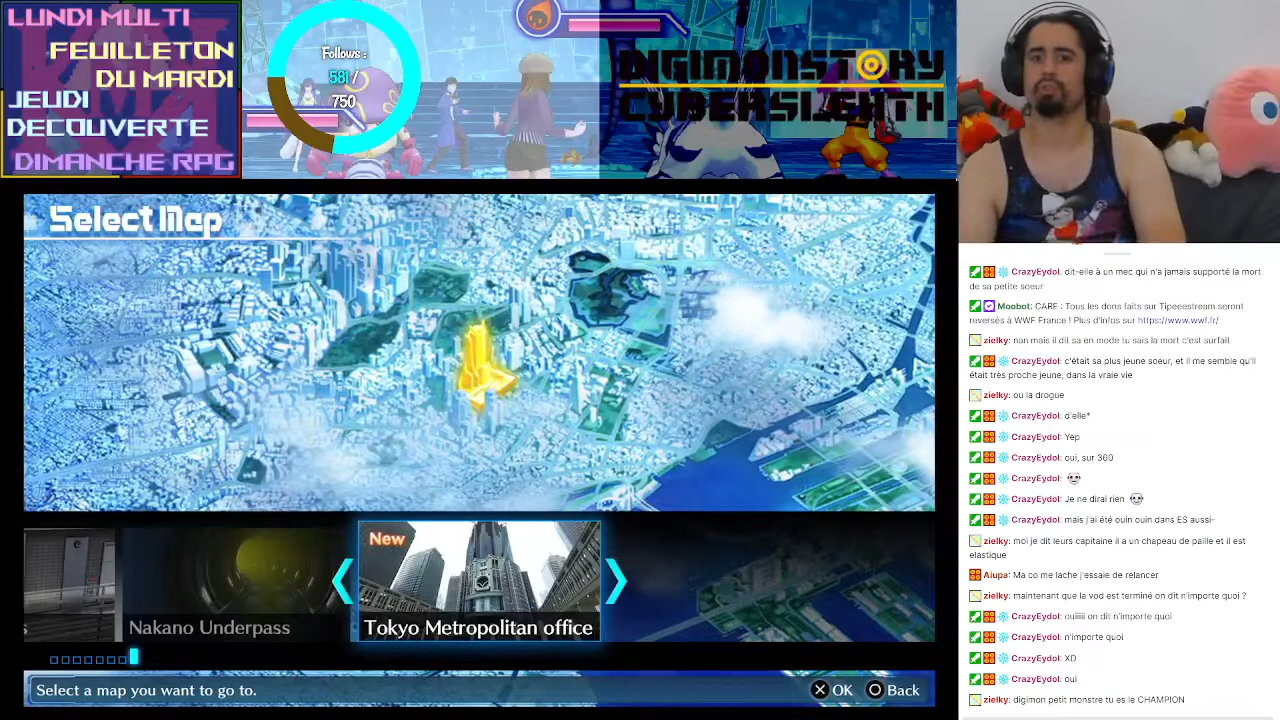 LUNDI MULTI
FEUILLETON
DU MARDI
JEUDI
DECOUVERTE
DIMANCHE RPG
Follows :
581 /
750
DIGIMONSTORY
CYBERSLEUTH
Select Map
New
Nakano Underpass
Tokyo Metropolitan office
Select a map you want to go to.
OK
Back
CrazyEydol: dit-elle à un mec qui n'a jamais supporté la mort
de sa petite soeur
Moobot: CARE : Tous les dons faits sur Tipeeestream seront
reversés à WWF France ! Plus d'infos sur https://www.wwf.fr/
zielky: nan mais il dit sa en mode tu sais la mort c'est surfait
CrazyEydol: c'était sa plus jeune soeur, et il me semble qu'il
était très proche jeune, dans la vraie vie
zielky: ou la drogue
CrazyEydol: d'elle*
CrazyEydol: Yep
CrazyEydol: oui, sur 360
CrazyEydol:
CrazyEydol: Je ne dirai rien
CrazyEydol: mais j'ai été ouin ouin dans ES aussi-
zielky: moi je dit leurs capitaine il a un chapeau de paille et il est
elastique
Aiupa: Ma co me lache j'essaie de relancer
zielky: maintenant que la vod est terminé on dit n'importe quoi ?
CrazyEydol: ouiiiii on dit n'importe quoi
CrazyEydol: n'importe quoi
CrazyEydol: XD
CrazyEydol: oui
zielky: digimon petit monstre tu es le CHAMPION